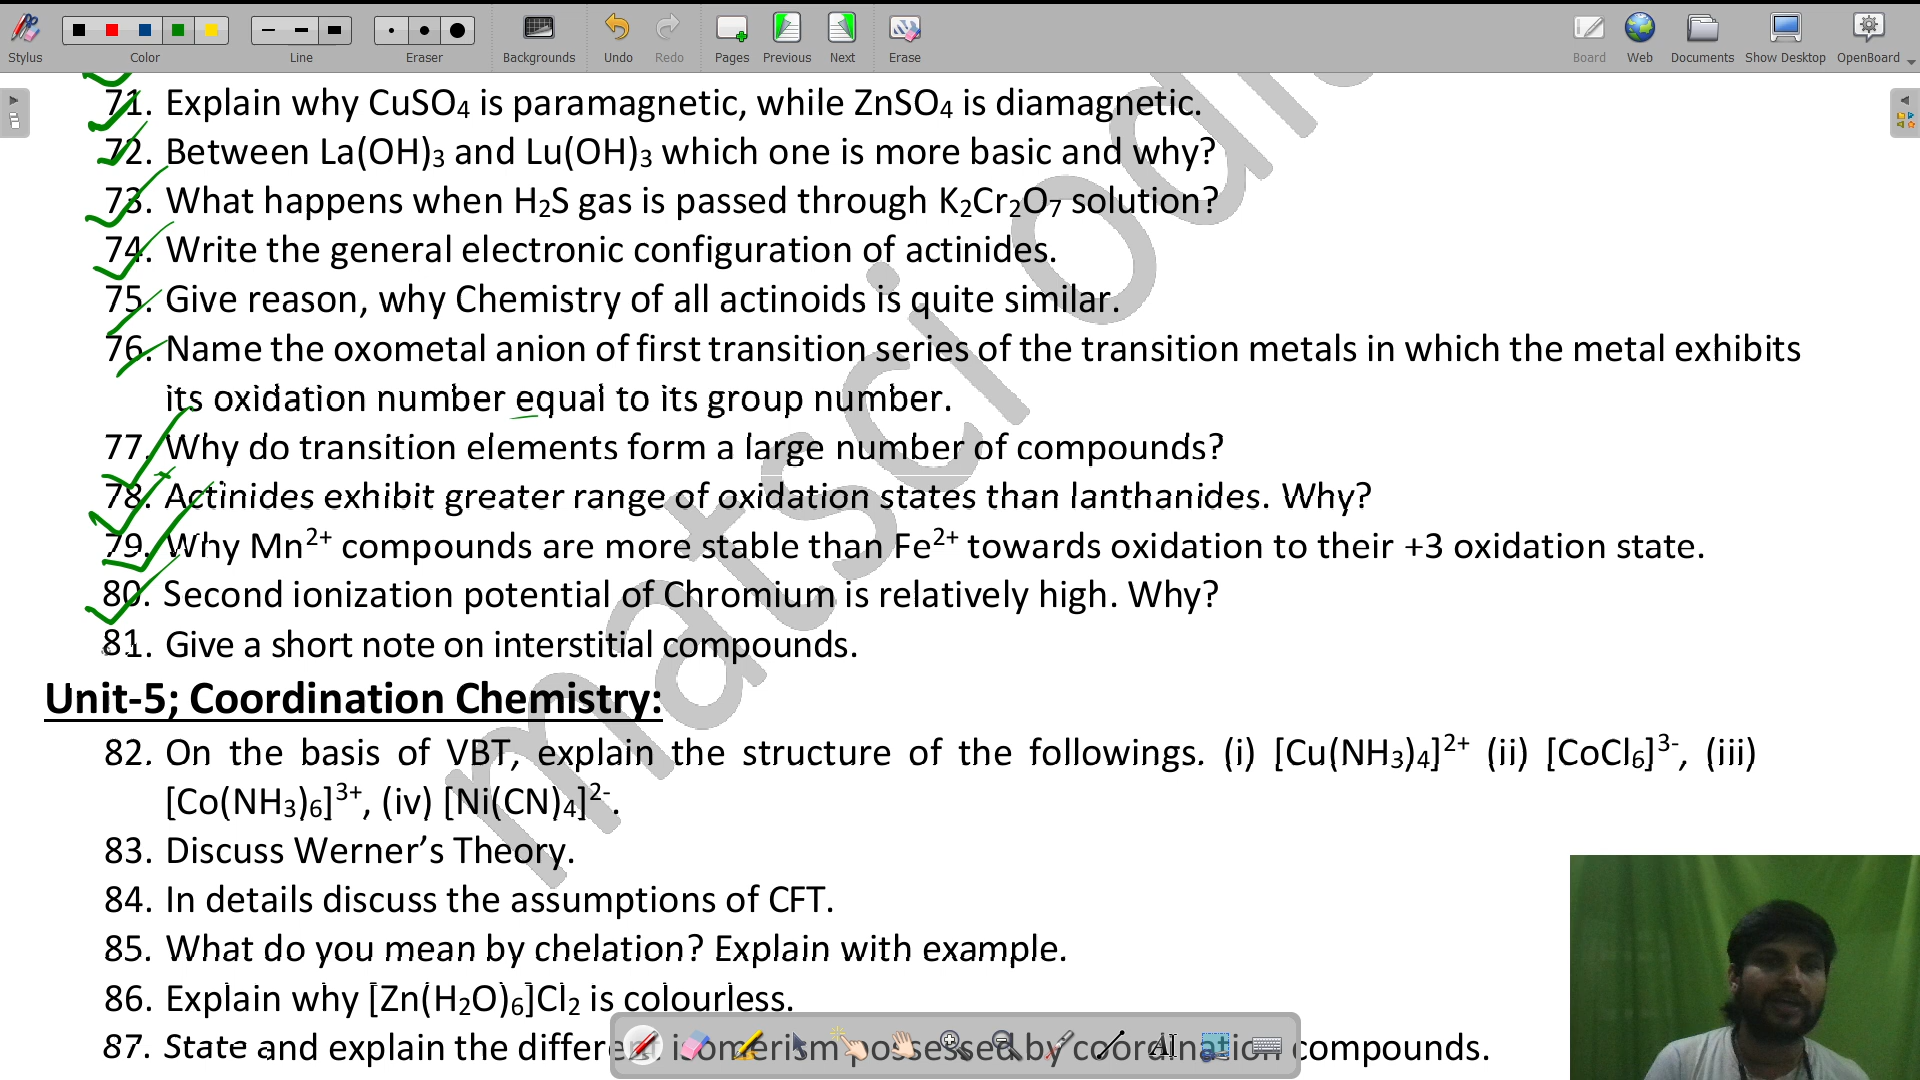 Stylus
Color
Line
Eraser
Backgrounds
Undo
Redo
Pages
Previous
Next
Erase
Board
Web
Documents
Show Desktop
OpenBoard
71. Explain why CuSO4 is paramagnetic, while ZnSO4 is diamagnetic.
72. Between La(OH)3 and Lu(OH)3 which one is more basic and why?
73. What happens when H2S gas is passed through K2Cr2O7 solution?
74. Write the general electronic configuration of actinides.
75. Give reason, why Chemistry of all actinoids is quite similar.
76. Name the oxometal anion of first transition series of the transition metals in which the metal exhibits
its oxidation number equal to its group number.
77. Why do transition elements form a large number of compounds?
78. Actinides exhibit greater range of oxidation states than lanthanides. Why?
79. Why Mn2+ compounds are more stable than Fe2+ towards oxidation to their +3 oxidation state.
80. Second ionization potential of Chromium is relatively high. Why?
81. Give a short note on interstitial compounds.
Unit-5; Coordination Chemistry:
82. On the basis of VBT, explain the structure of the followings. (i) [Cu(NH3)4]2+ (ii) [CoCl6]3-, (iii)
[Co(NH3)6]3+, (iv) [Ni(CN)4]2-.
83. Discuss Werner's Theory.
84. In details discuss the assumptions of CFT.
85. What do you mean by chelation? Explain with example.
86. Explain why [Zn(H2O)6]Cl2 is colourless.
87. State and explain the different isomerism possessed by coordination compounds.
matsci